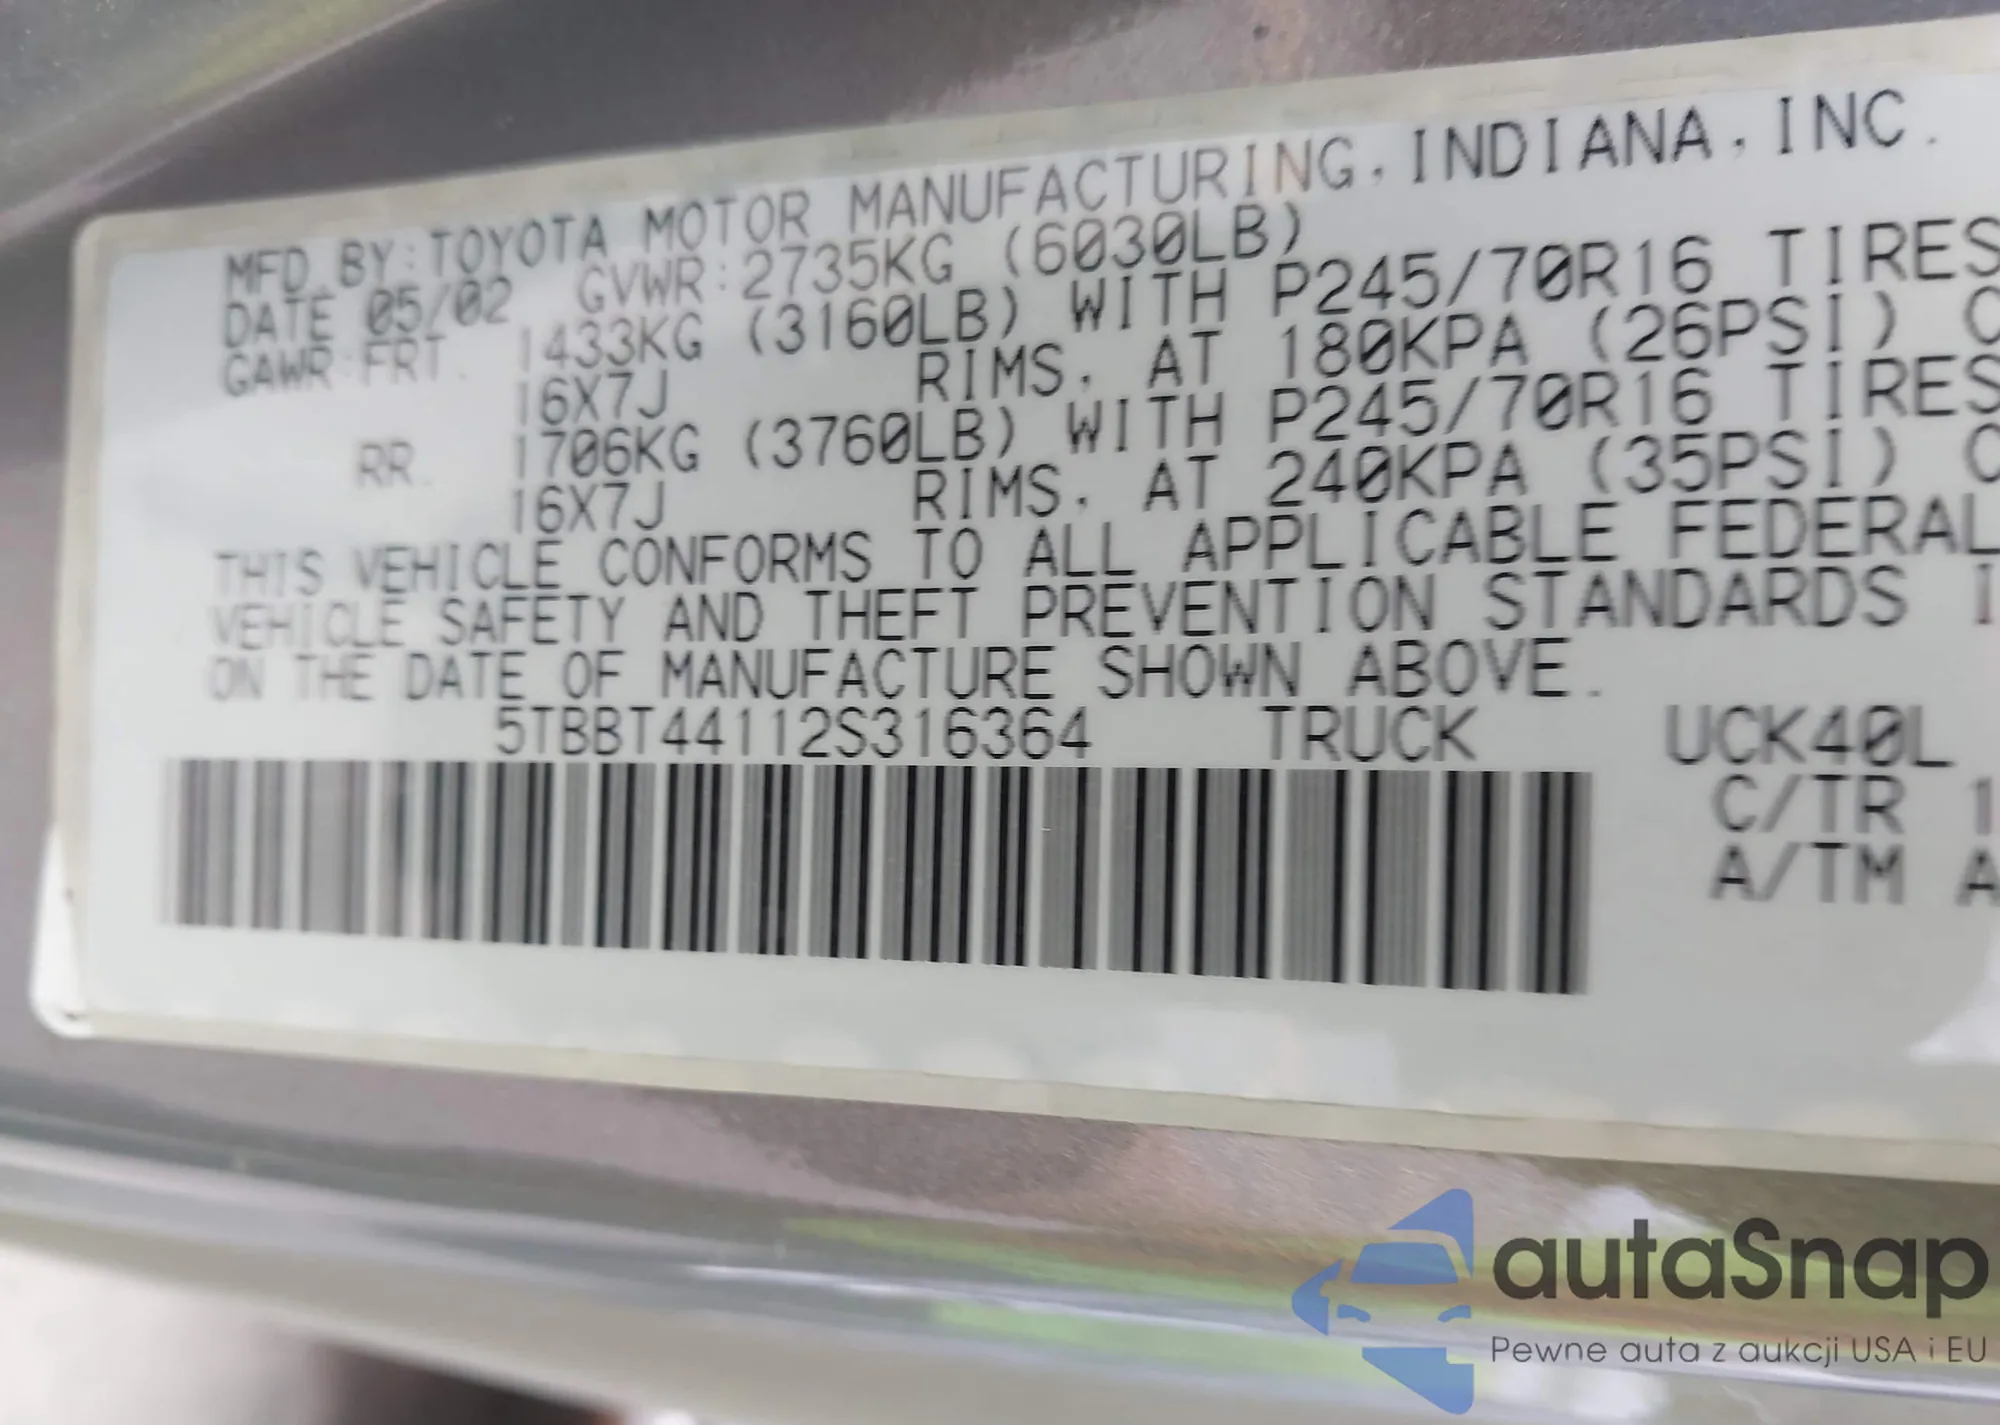 MFD. BY: TOYOTA MOTOR MANUFACTURING, INDIANA, INC.
DATE 05/02 GVWR: 2735KG (6030LB)
GAWR: FRT. 1433KG (3160LB) WITH P245/70R16 TIRES
16X7J RIMS, AT 180KPA (26PSI) C
RR. 1706KG (3760LB) WITH P245/70R16 TIRES
16X7J RIMS, AT 240KPA (35PSI) C
THIS VEHICLE CONFORMS TO ALL APPLICABLE FEDERAL
VEHICLE SAFETY AND THEFT PREVENTION STANDARDS I
ON THE DATE OF MANUFACTURE SHOWN ABOVE.
5TBBT44112S316364 TRUCK UCK40L
C/TR 1
A/TM A
autaSnap
Pewne auta z aukcji USA i EU